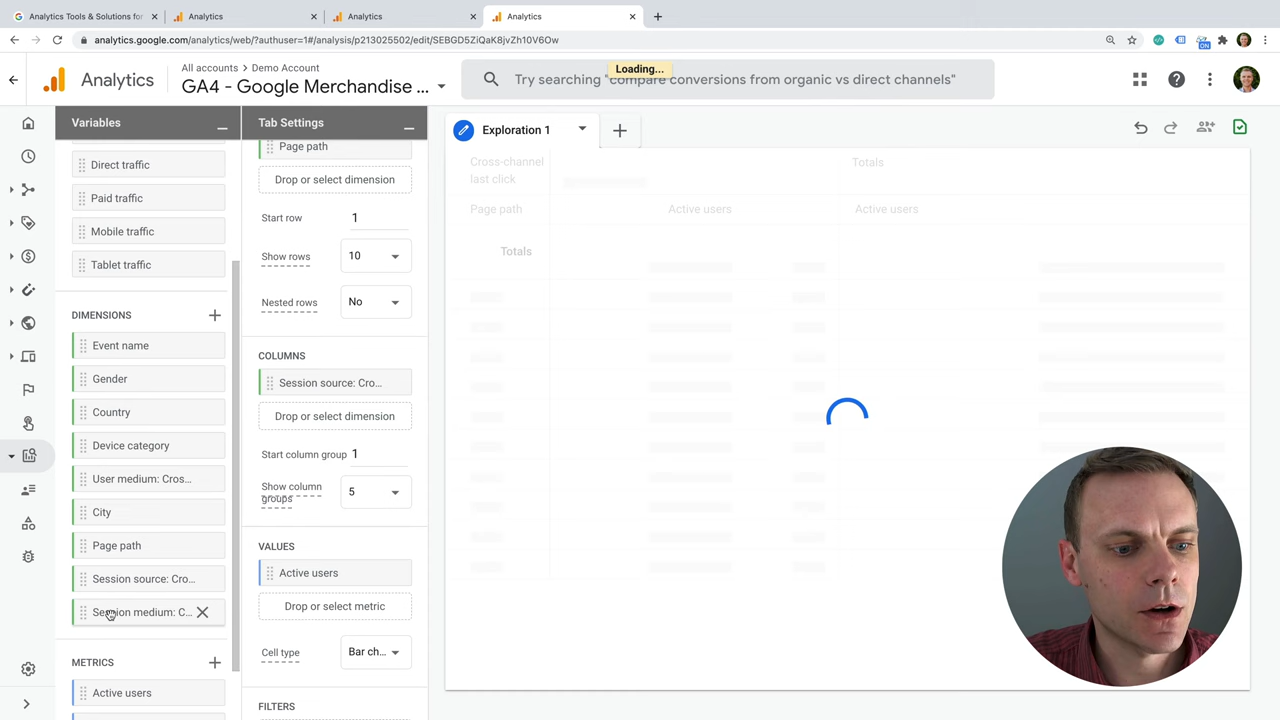 Analytics Tools & Solutions for
Analytics
Analytics
Analytics
analytics.google.com/analytics/web/?authuser=1#/analysis/p213025502/edit/SEBGD5ZiQaK8jvZh10V6Ow
ON
Analytics
All accounts > Demo Account
GA4 - Google Merchandise ...
Try searching "compare conversions from organic vs direct channels"
Loading...
Variables
Direct traffic
Paid traffic
Mobile traffic
Tablet traffic
DIMENSIONS
Event name
Gender
Country
Device category
User medium: Cros...
City
Page path
Session source: Cro...
Session medium: C...
METRICS
Active users
Tab Settings
Page path
Drop or select dimension
Start row 1
Show rows 10
Nested rows No
COLUMNS
Session source: Cro...
Drop or select dimension
Start column group 1
Show column groups 5
VALUES
Active users
Drop or select metric
Cell type Bar ch...
FILTERS
Exploration 1
Cross-channel
last click
Totals
Page path
Active users
Active users
Totals